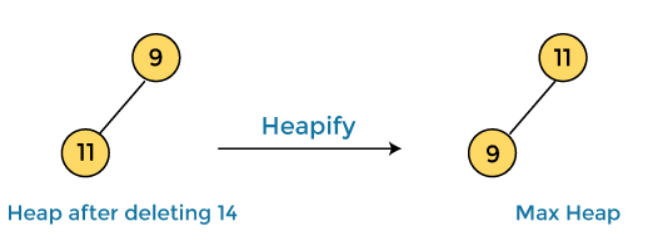 9
11
Heapify
11
9
Heap after deleting 14
Max Heap